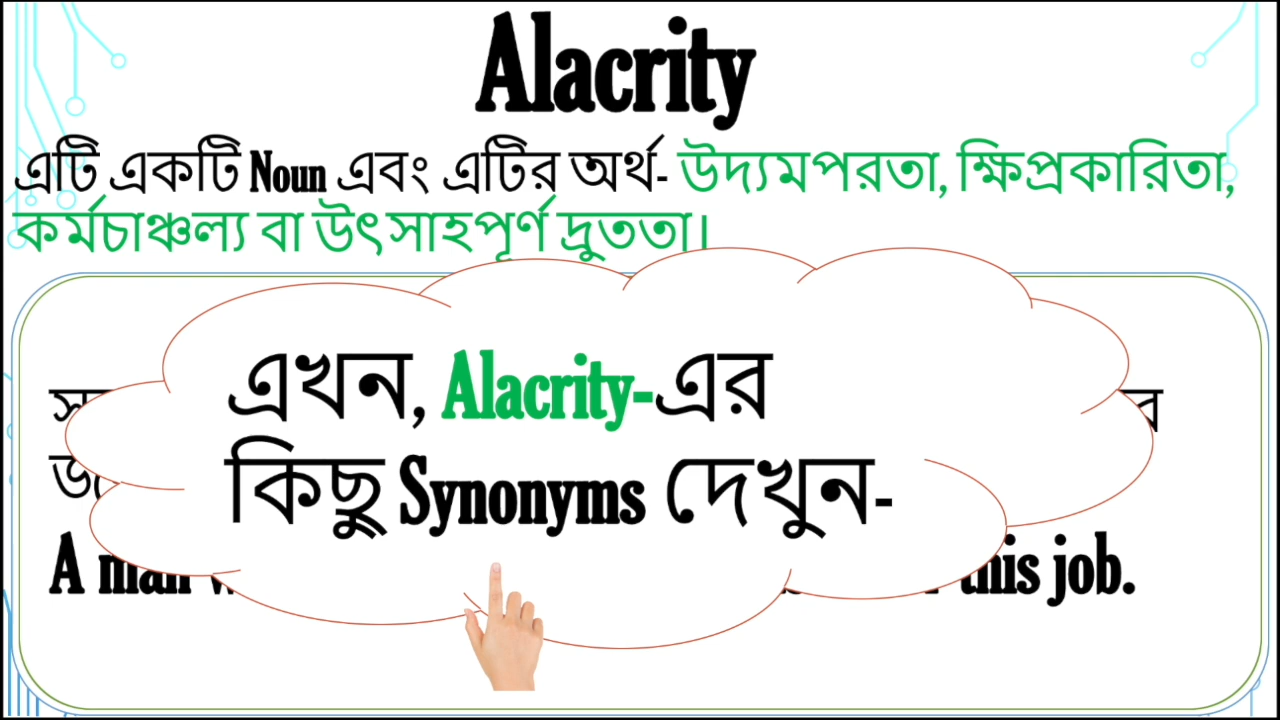 Alacrity
এটি একটি Noun এবং এটির অর্থ- উদ্যমপরতা, ক্ষিপ্রকারিতা,
কর্মচাঞ্চল্য বা উৎসাহপূর্ণ দ্রুততা।
এখন, Alacrity-এর
কিছু Synonyms দেখুন-
A man this job.